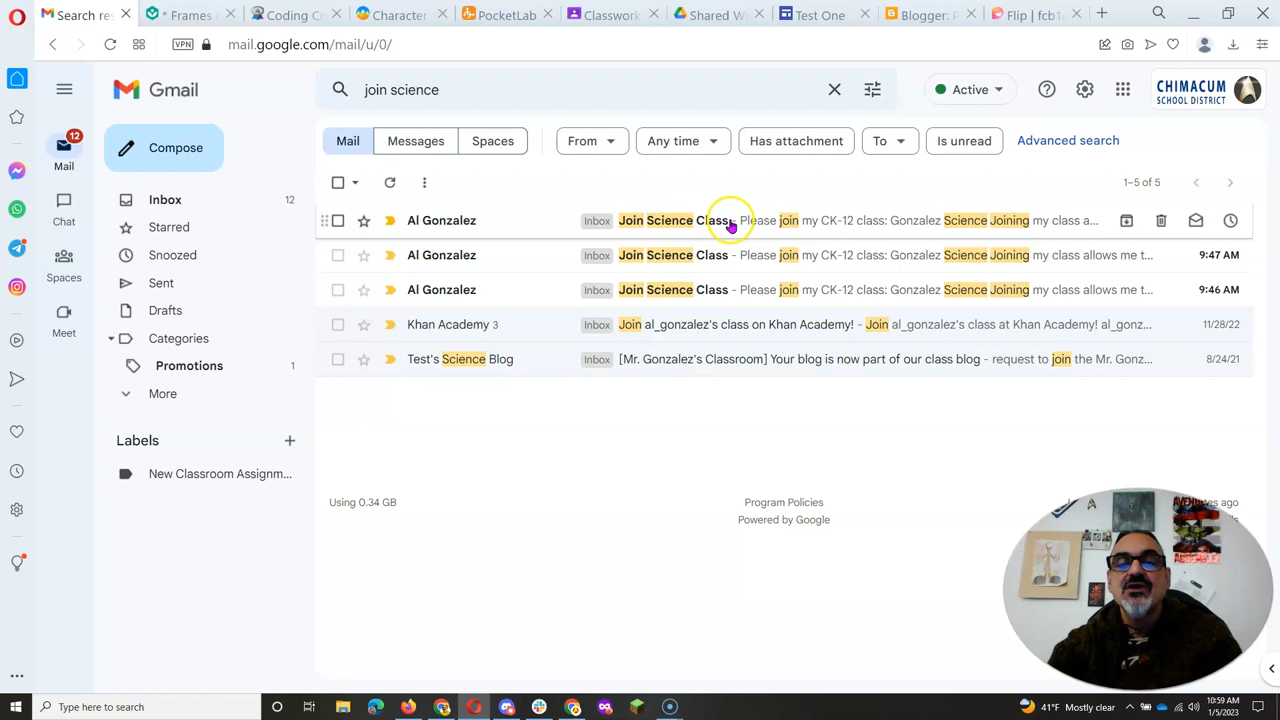 Search res
* Frames
Coding Cr
Character
PocketLab
Classwork
Shared W
Test One
Blogger: P
Flip | fcb1
VPN
mail.google.com/mail/u/0/
Gmail
join science
Active
CHIMACUM
SCHOOL DISTRICT
12
Mail
Compose
Mail
Messages
Spaces
From
Any time
Has attachment
To
Is unread
Advanced search
1–5 of 5
Inbox 12
Starred
Snoozed
Sent
Drafts
Categories
Promotions 1
More
Labels
New Classroom Assignm...
Chat
Spaces
Meet
Al Gonzalez Inbox Join Science Class - Please join my CK-12 class: Gonzalez Science Joining my class a...
Al Gonzalez Inbox Join Science Class - Please join my CK-12 class: Gonzalez Science Joining my class allows me t... 9:47 AM
Al Gonzalez Inbox Join Science Class - Please join my CK-12 class: Gonzalez Science Joining my class allows me t... 9:46 AM
Khan Academy 3 Inbox Join al_gonzalez's class on Khan Academy! - Join al_gonzalez's class at Khan Academy! al_gonz... 11/28/22
Test's Science Blog Inbox [Mr. Gonzalez's Classroom] Your blog is now part of our class blog - request to join the Mr. Gonz... 8/24/21
Using 0.34 GB
Program Policies
Powered by Google
Type here to search
41°F Mostly clear
10:59 AM
1/5/2023